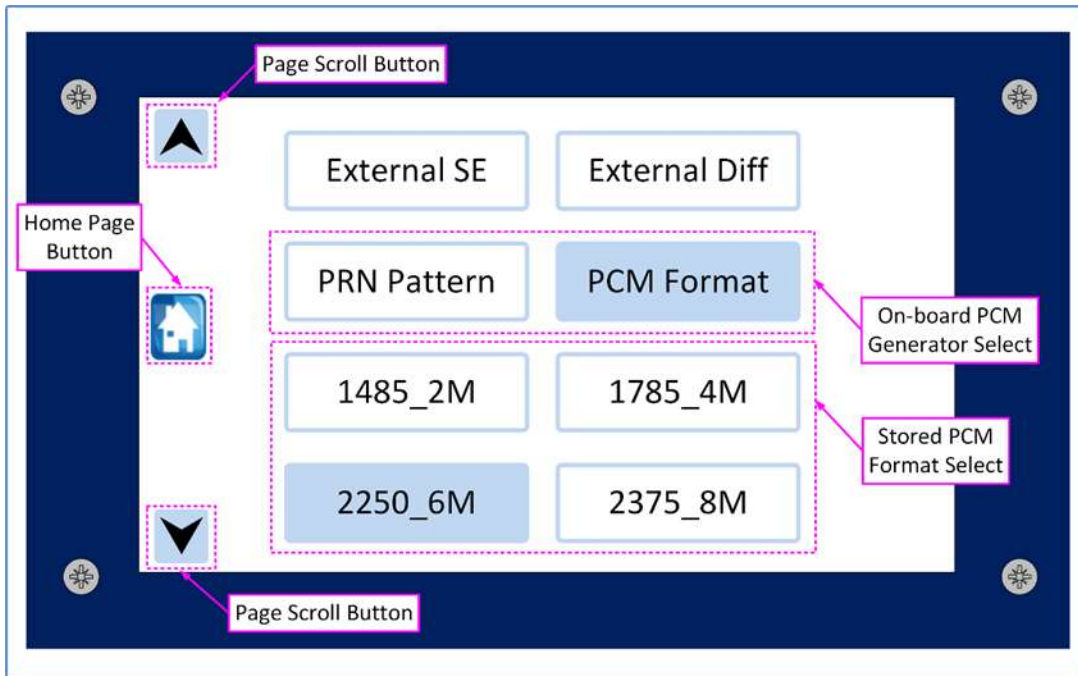 Page Scroll Button
External SE
External Diff
Home Page
Button
PRN Pattern
PCM Format
On-board PCM
Generator Select
1485_2M
1785_4M
Stored PCM
Format Select
2250_6M
2375_8M
Page Scroll Button